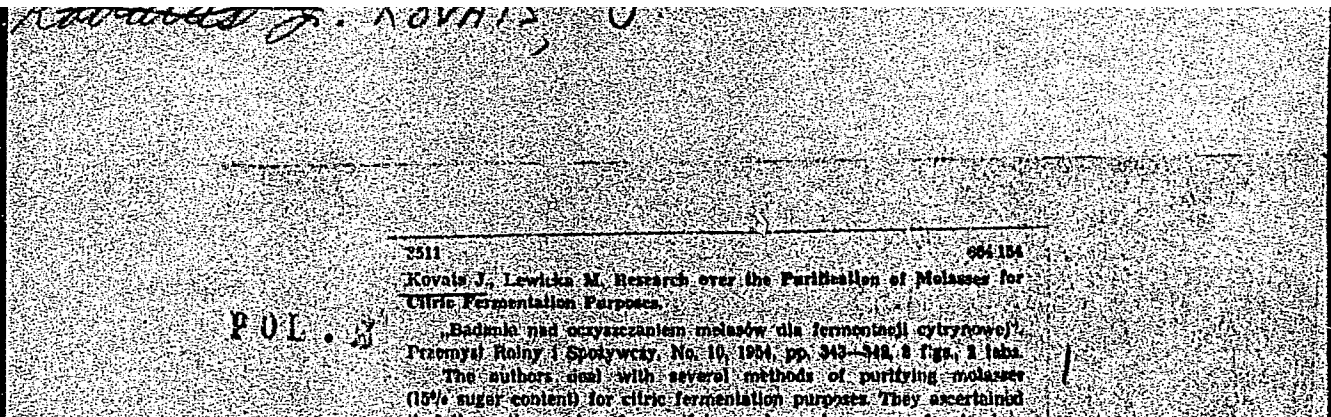 J. KOVATS,
2511 664.154
Kovats J., Lewicka M. Research over the Purification of Molasses for
Citric Fermentation Purposes.
POL.
„Badania nad oczyszczaniem melasów dla fermentacji cytrynowej”.
Przemysł Rolny i Spożywczy, No. 10, 1954, pp. 343—348, 2 tabs.
The authors deal with several methods of purifying molasses
(15% sugar content) for citric fermentation purposes. They ascertained